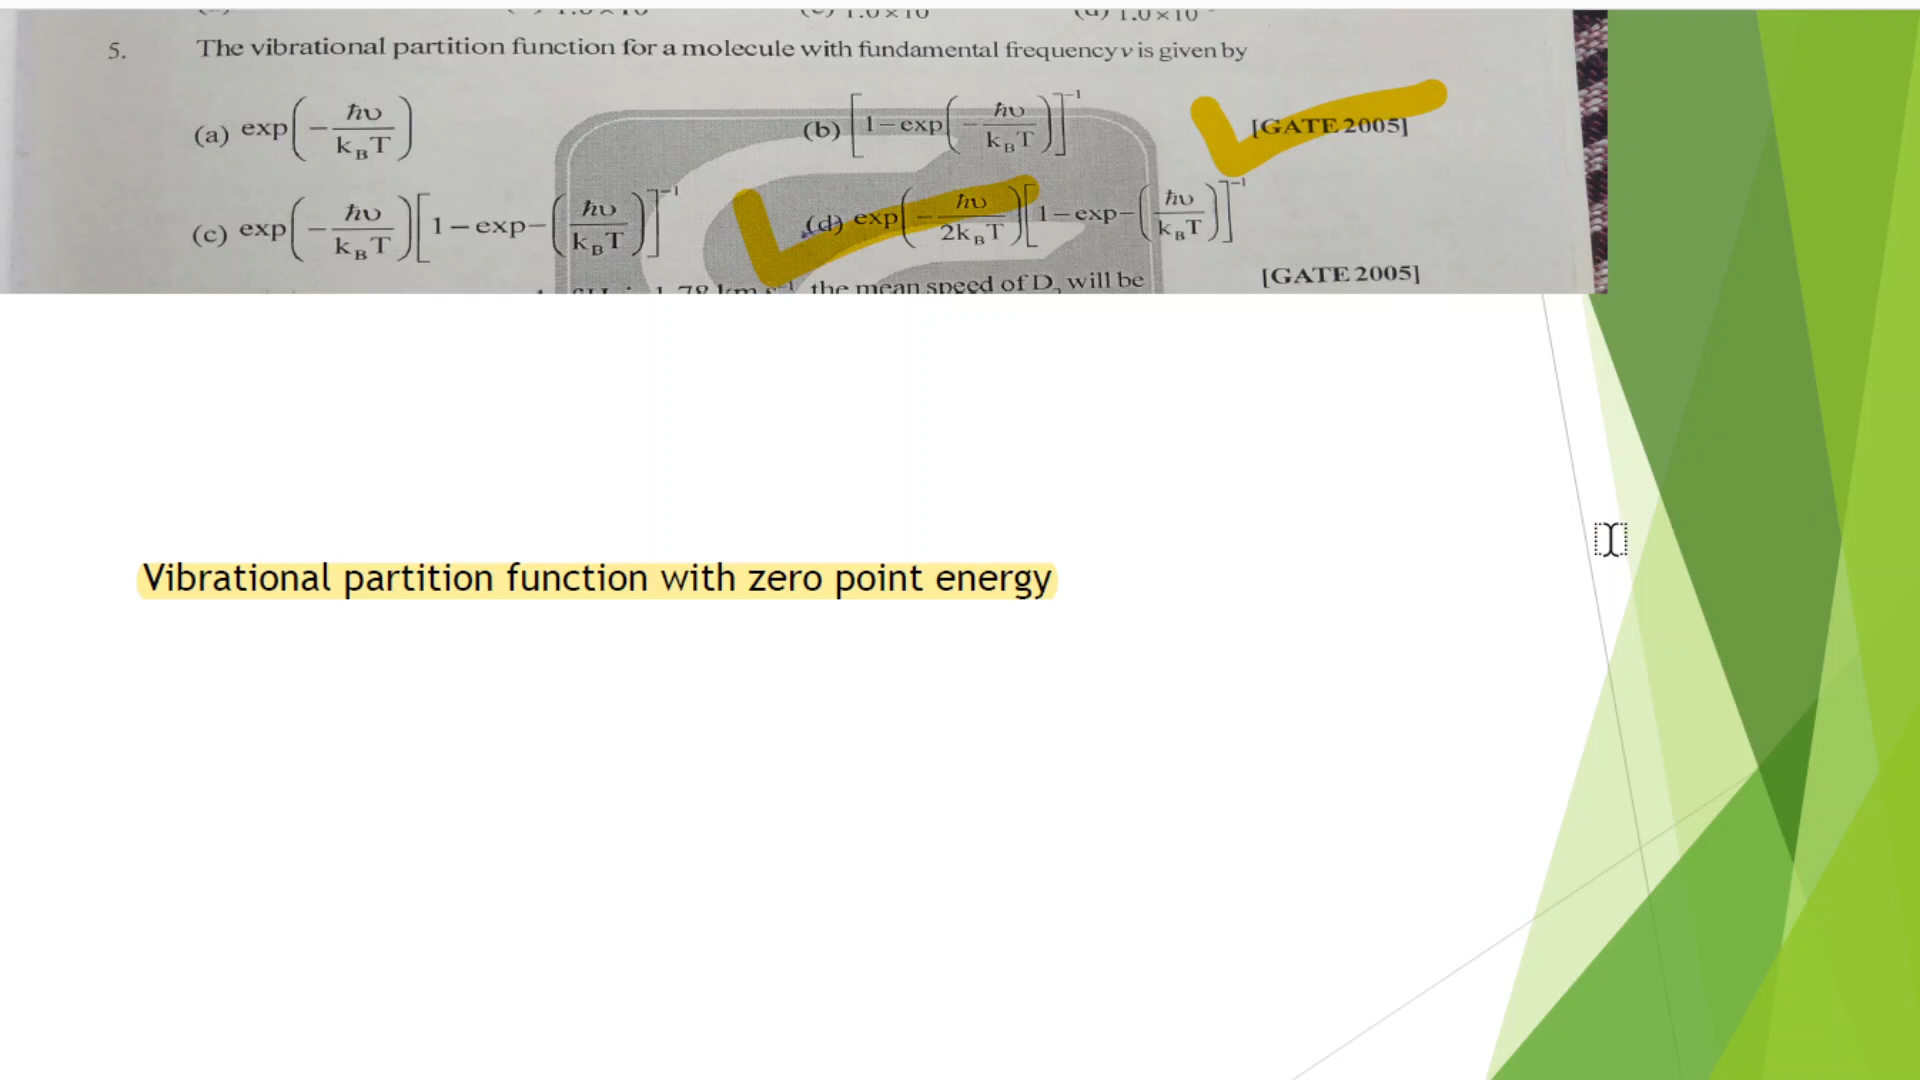 5. The vibrational partition function for a molecule with fundamental frequency ν is given by
(a) exp(−ħυ/k_BT) (b) [1−exp(−ħυ/k_BT)]⁻¹ [GATE 2005]
(c) exp(−ħυ/k_BT)[1−exp−(ħυ/k_BT)]⁻¹ (d) exp(−ħυ/2k_BT)[1−exp−(ħυ/k_BT)]⁻¹
the mean speed of D₂ will be [GATE 2005]
Vibrational partition function with zero point energy